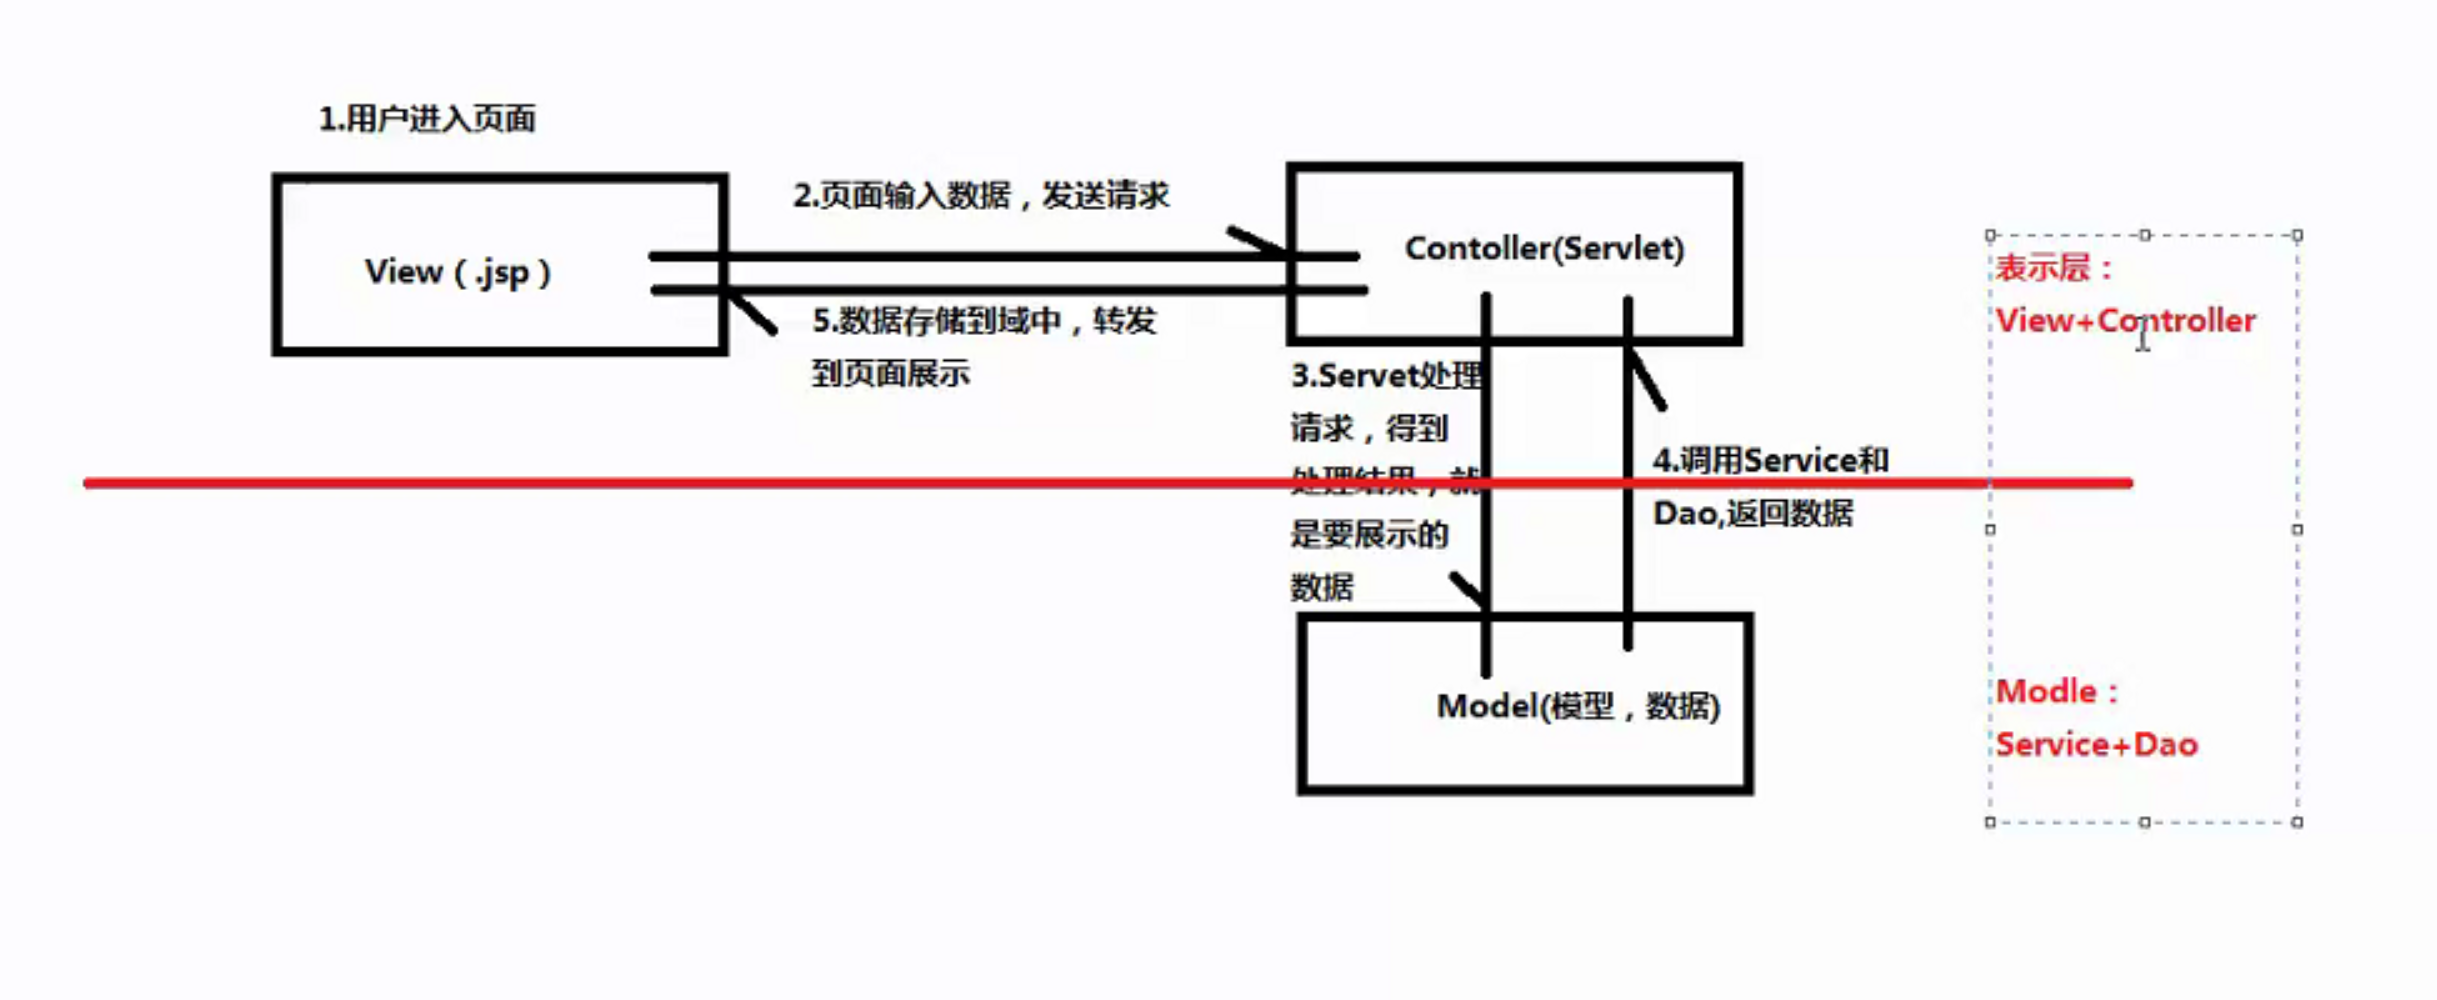 1.用户进入页面
2.页面输入数据，发送请求
View（.jsp）
Contoller(Servlet)
5.数据存储到域中，转发
到页面展示
3.Servet处理
请求，得到
处理结果，就
是要展示的
数据
4.调用Service和
Dao,返回数据
Model(模型，数据)
表示层：
View+Controller
Modle：
Service+Dao